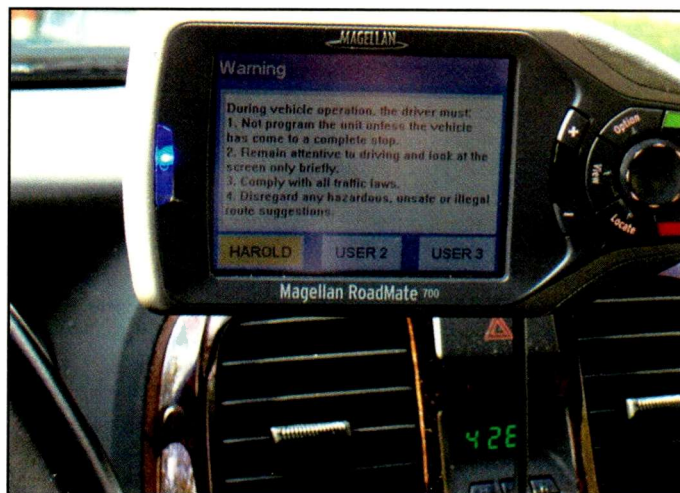 MAGELLAN
Warning
During vehicle operation, the driver must:
1. Not program the unit unless the vehicle
has come to a complete stop.
2. Remain attentive to driving and look at the
screen only briefly.
3. Comply with all traffic laws.
4. Disregard any hazardous, unsafe or illegal
route suggestions.
HAROLD USER 2 USER 3
+
-
Option
View
Locate
Magellan RoadMate 700
42E